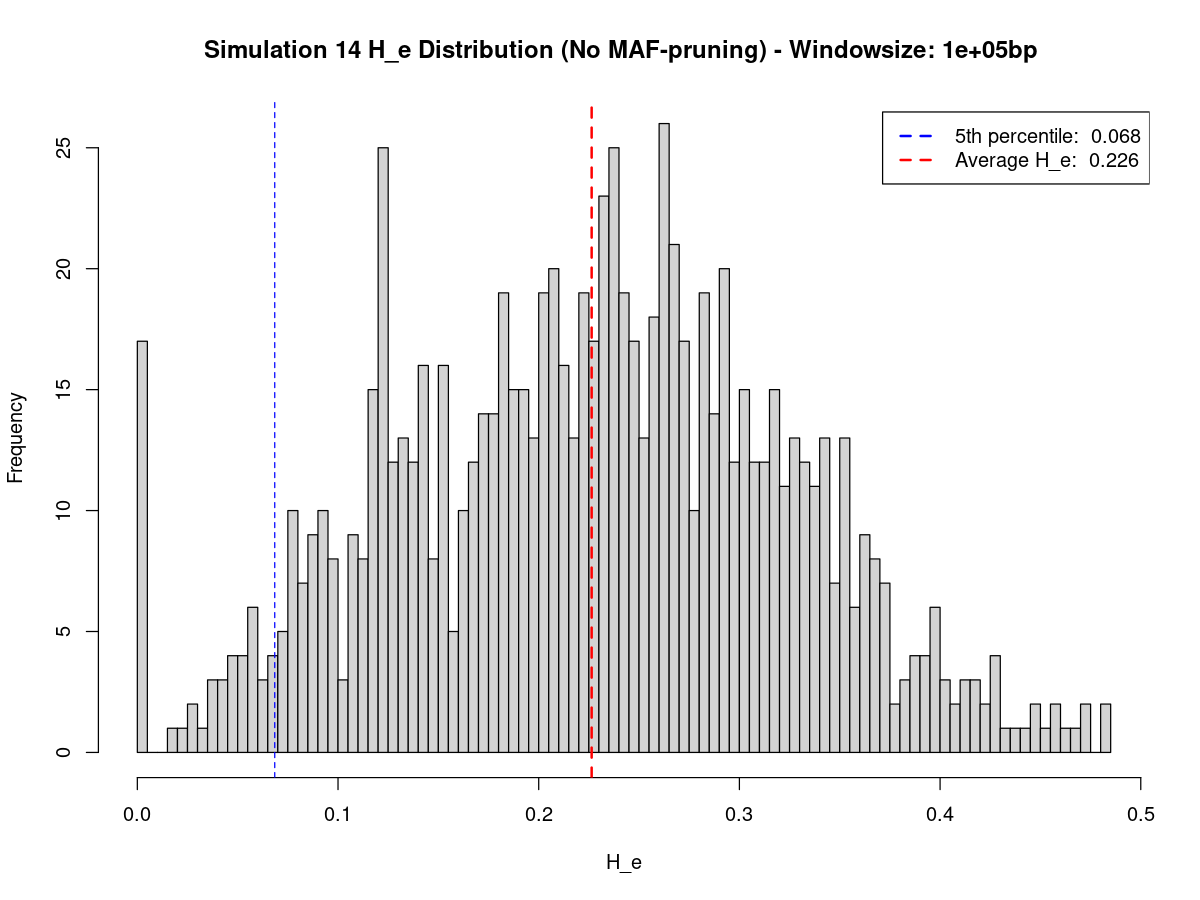 Simulation 14 H_e Distribution (No MAF-pruning) - Windowsize: 1e+05bp
5th percentile: 0.068
Average H_e: 0.226
Frequency
25
20
15
10
5
0
0.0 0.1 0.2 0.3 0.4 0.5
H_e